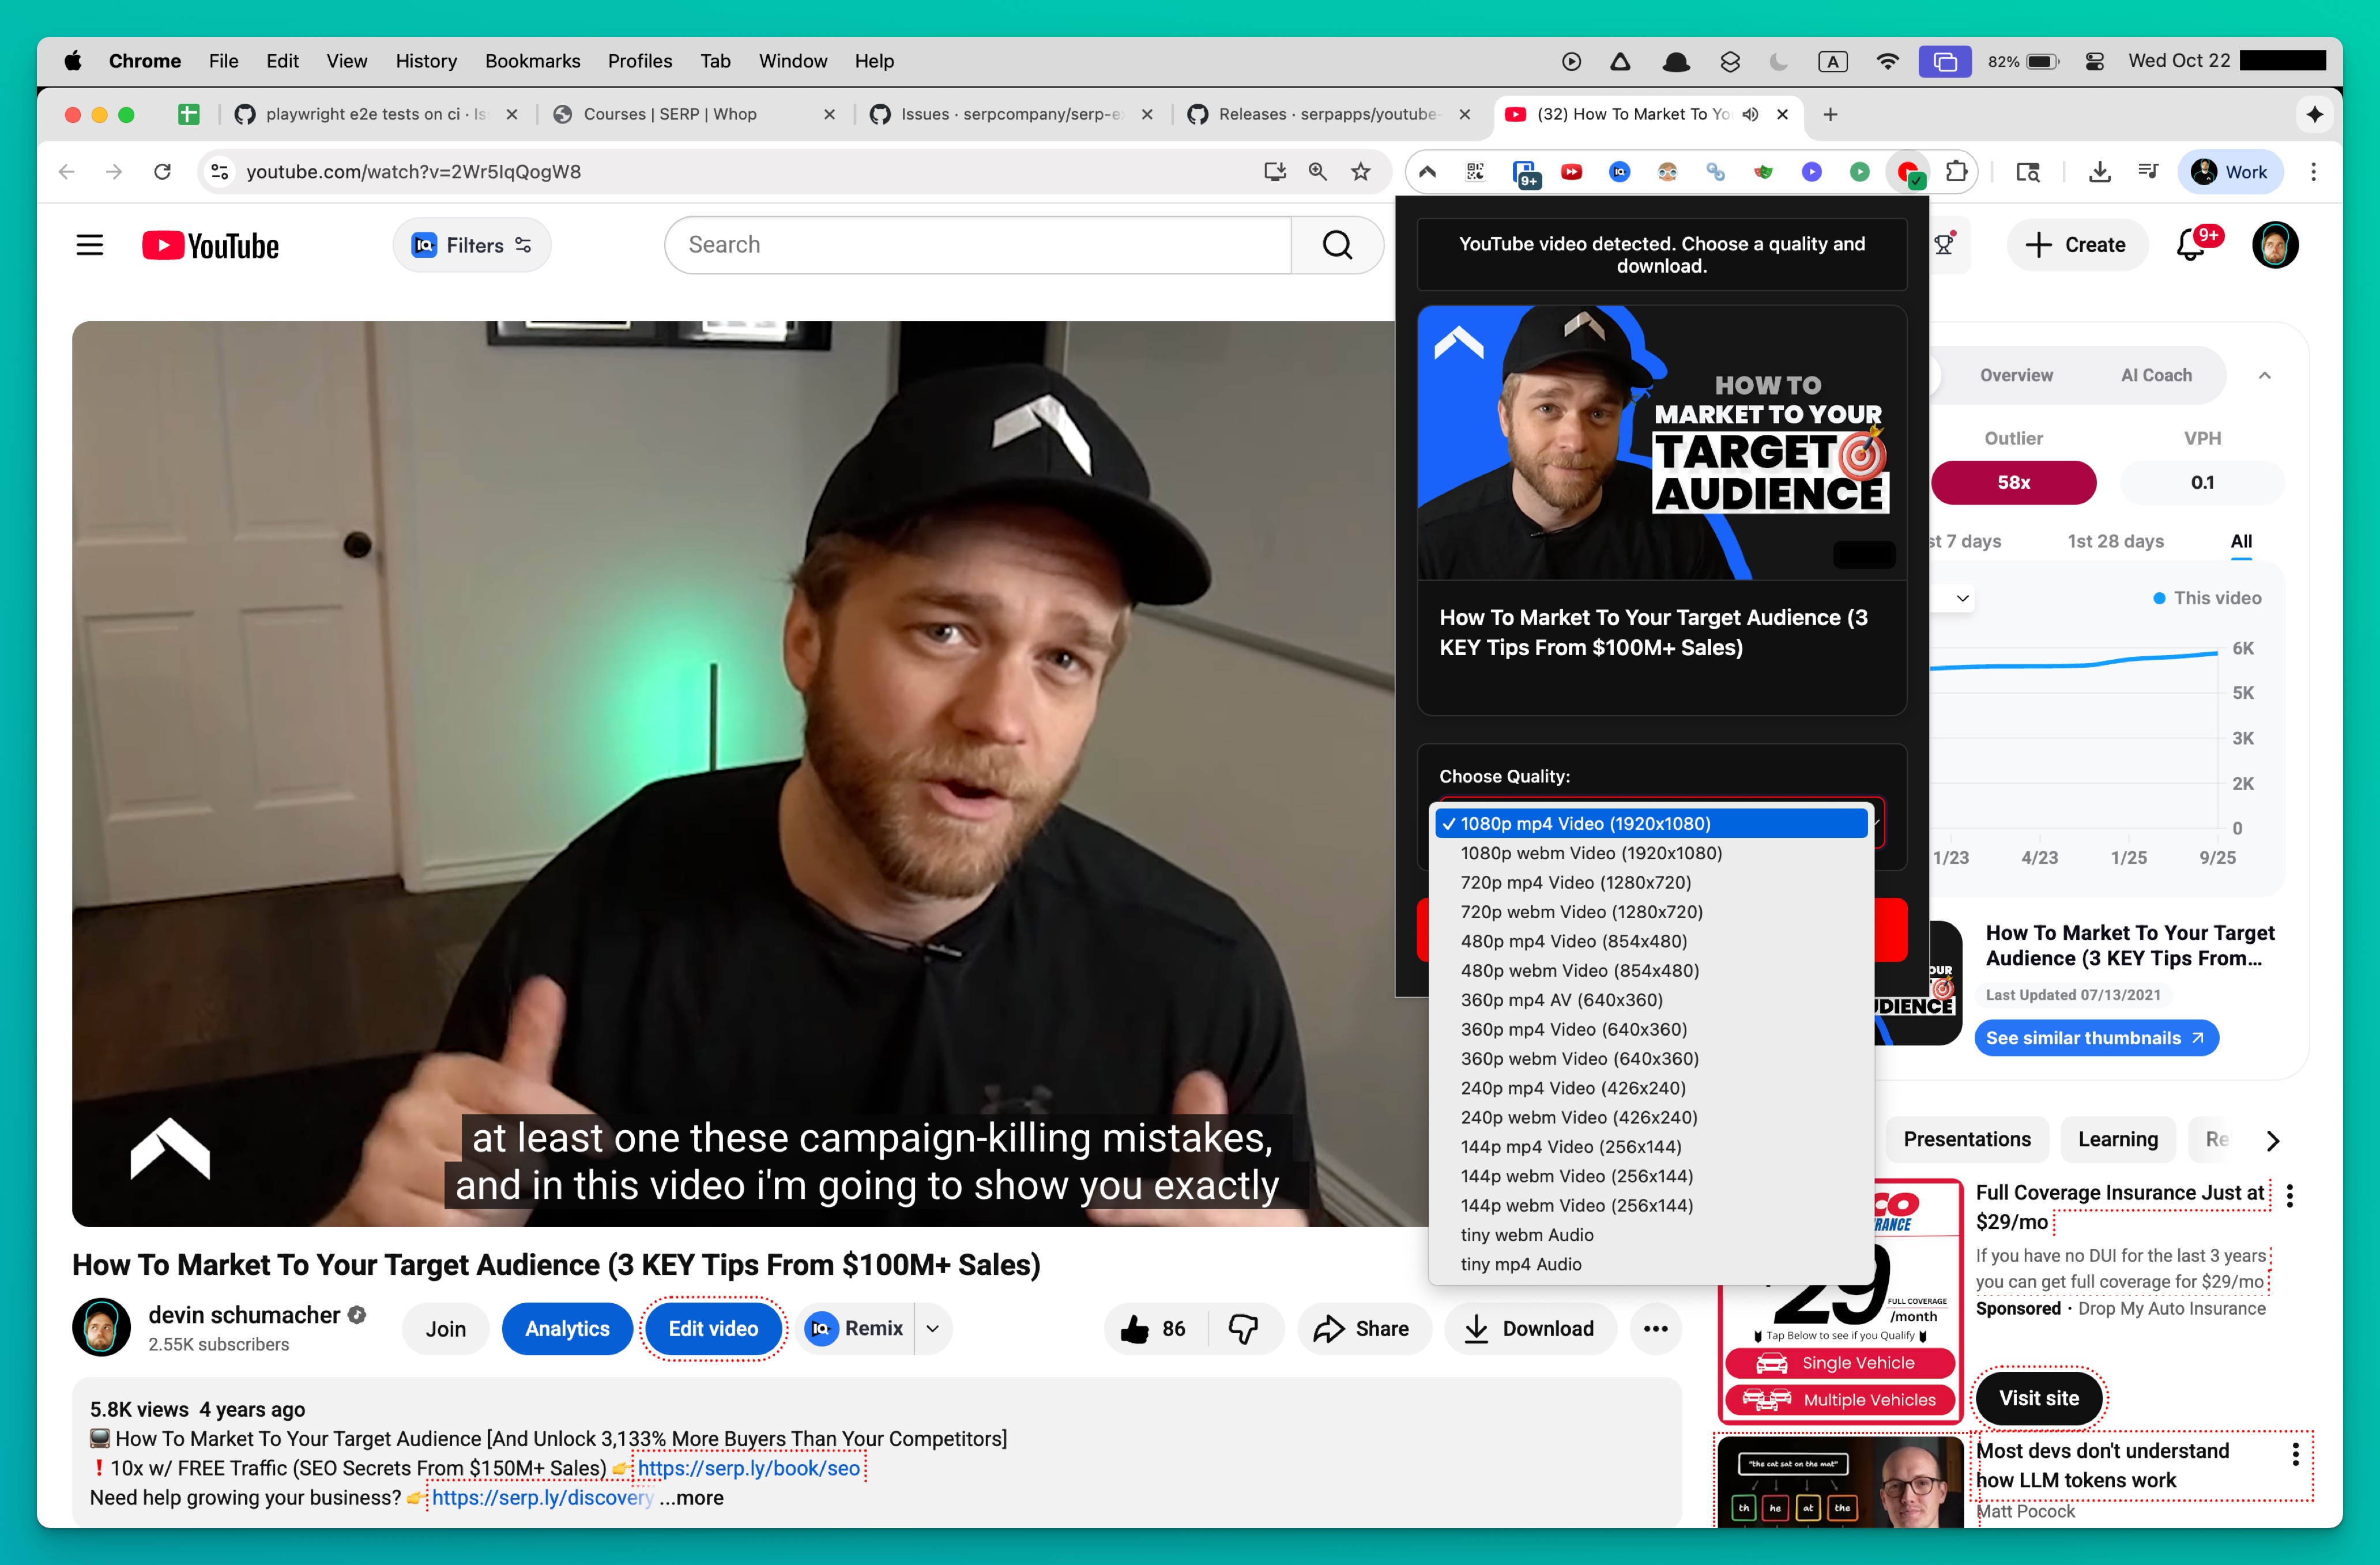 Chrome File Edit View History Bookmarks Profiles Tab Window Help
A 82% Wed Oct 22
playwright e2e tests on ci · Is
Courses | SERP | Whop
Issues · serpcompany/serp-e
Releases · serpapps/youtube-
(32) How To Market To Yo
youtube.com/watch?v=2Wr5IqQogW8
9+
Work
YouTube
Filters
Search
Create
9+
YouTube video detected. Choose a quality and
download.
HOW TO
MARKET TO YOUR
TARGET
AUDIENCE
How To Market To Your Target Audience (3
KEY Tips From $100M+ Sales)
Choose Quality:
✓ 1080p mp4 Video (1920x1080)
1080p webm Video (1920x1080)
720p mp4 Video (1280x720)
720p webm Video (1280x720)
480p mp4 Video (854x480)
480p webm Video (854x480)
360p mp4 AV (640x360)
360p mp4 Video (640x360)
360p webm Video (640x360)
240p mp4 Video (426x240)
240p webm Video (426x240)
144p mp4 Video (256x144)
144p webm Video (256x144)
144p webm Video (256x144)
tiny webm Audio
tiny mp4 Audio
Overview AI Coach
Outlier VPH
58x 0.1
st 7 days 1st 28 days All
This video
6K
5K
3K
2K
0
1/23 4/23 1/25 9/25
OUR
DIENCE
How To Market To Your Target
Audience (3 KEY Tips From...
Last Updated 07/13/2021
See similar thumbnails
Presentations Learning Re
at least one these campaign-killing mistakes,
and in this video i'm going to show you exactly
How To Market To Your Target Audience (3 KEY Tips From $100M+ Sales)
devin schumacher
2.55K subscribers
Join
Analytics
Edit video
Remix
86
Share
Download
5.8K views 4 years ago
How To Market To Your Target Audience [And Unlock 3,133% More Buyers Than Your Competitors]
❗10x w/ FREE Traffic (SEO Secrets From $150M+ Sales) 👉 https://serp.ly/book/seo
Need help growing your business? 👉 https://serp.ly/discovery ...more
CO
RANCE
29
FULL COVERAGE
/month
Tap Below to see if you Qualify
Single Vehicle
Multiple Vehicles
Full Coverage Insurance Just at
$29/mo
If you have no DUI for the last 3 years
you can get full coverage for $29/mo
Sponsored · Drop My Auto Insurance
Visit site
"the cat sat on the mat"
th he at the
Most devs don't understand
how LLM tokens work
Matt Pocock